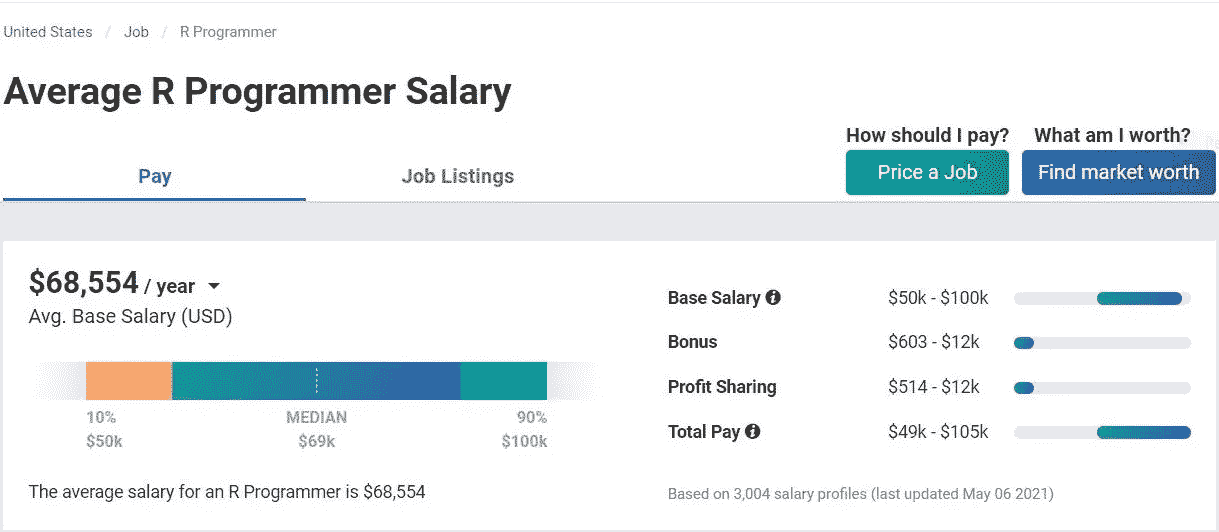 United States / Job / R Programmer
Average R Programmer Salary
How should I pay? What am I worth?
Pay Job Listings Price a Job Find market worth
$68,554 / year
Avg. Base Salary (USD)
10% MEDIAN 90%
$50k $69k $100k
The average salary for an R Programmer is $68,554
Base Salary $50k - $100k
Bonus $603 - $12k
Profit Sharing $514 - $12k
Total Pay $49k - $105k
Based on 3,004 salary profiles (last updated May 06 2021)